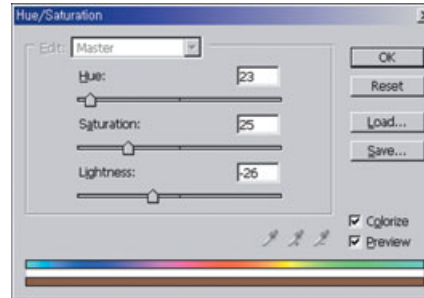 Hue/Saturation
Edit: Master
Hue: 23
Saturation: 25
Lightness: -26
OK
Reset
Load...
Save...
Colorize
Preview